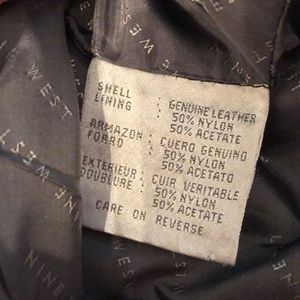 SHELL : GENUINE LEATHER
LINING : 50% NYLON
50% ACETATE
ARMAZON : CUERO GENUINO
FORRO : 50% NYLON
50% ACETATO
EXTERIEUR : CUIR VERITABLE
DOUBLURE : 50% NYLON
50% ACETATE
CARE ON REVERSE
NINE WEST
NINE WEST
WEST